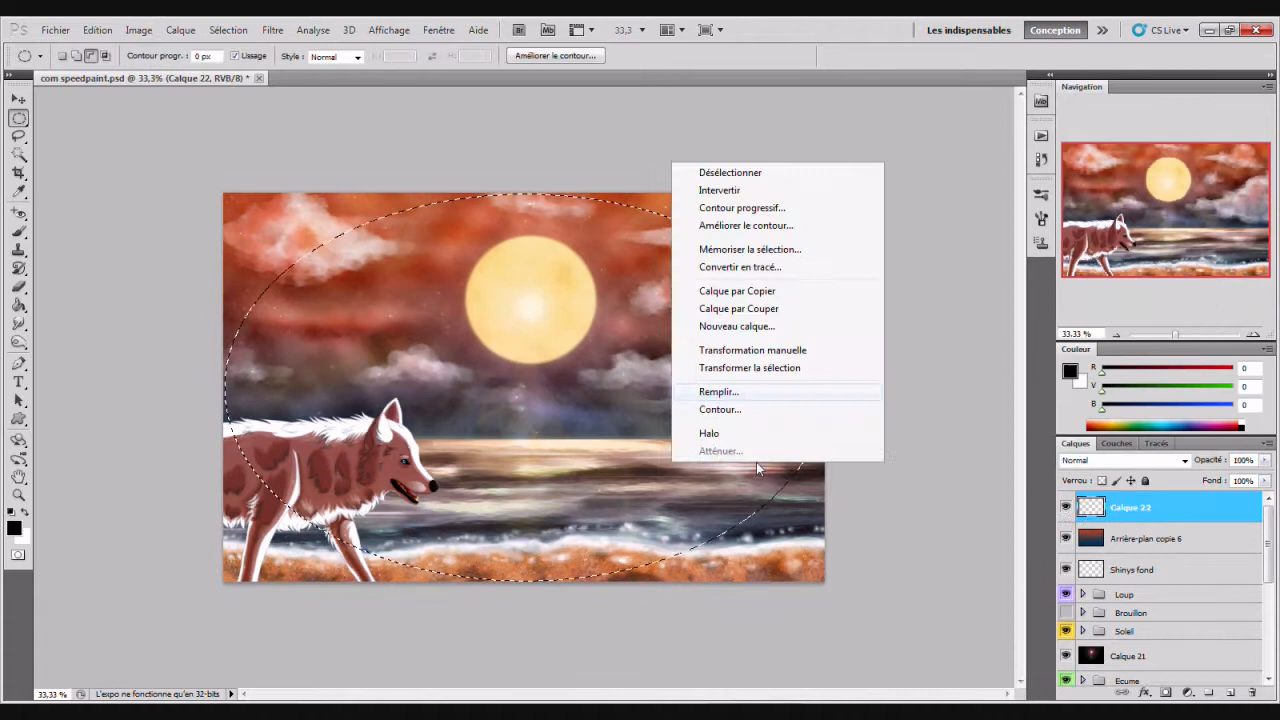 Ps Fichier Edition Image Calque Sélection Filtre Analyse 3D Affichage Fenêtre Aide Br Mb 33,3 Les indispensables Conception CS Live
Contour progr. : 0 px Lissage Style : Normal Améliorer le contour...
com speedpaint.psd @ 33,3% (Calque 22, RVB/8) *
Navigation
Mb
Désélectionner
Intervertir
Contour progressif...
Améliorer le contour...
Mémoriser la sélection...
Convertir en tracé...
Calque par Copier
Calque par Couper
Nouveau calque...
Transformation manuelle
Transformer la sélection
Remplir...
Contour...
Halo
Atténuer...
33.33 %
Couleur
R 0
V 0
B 0
Calques Couches Tracés
Normal Opacité : 100%
Verrou : Fond : 100%
Calque 22
Arrière-plan copie 6
Shinys fond
Loup
Brouillon
Soleil
Calque 21
Ecume
33,33 % L'expo ne fonctionne qu'en 32-bits